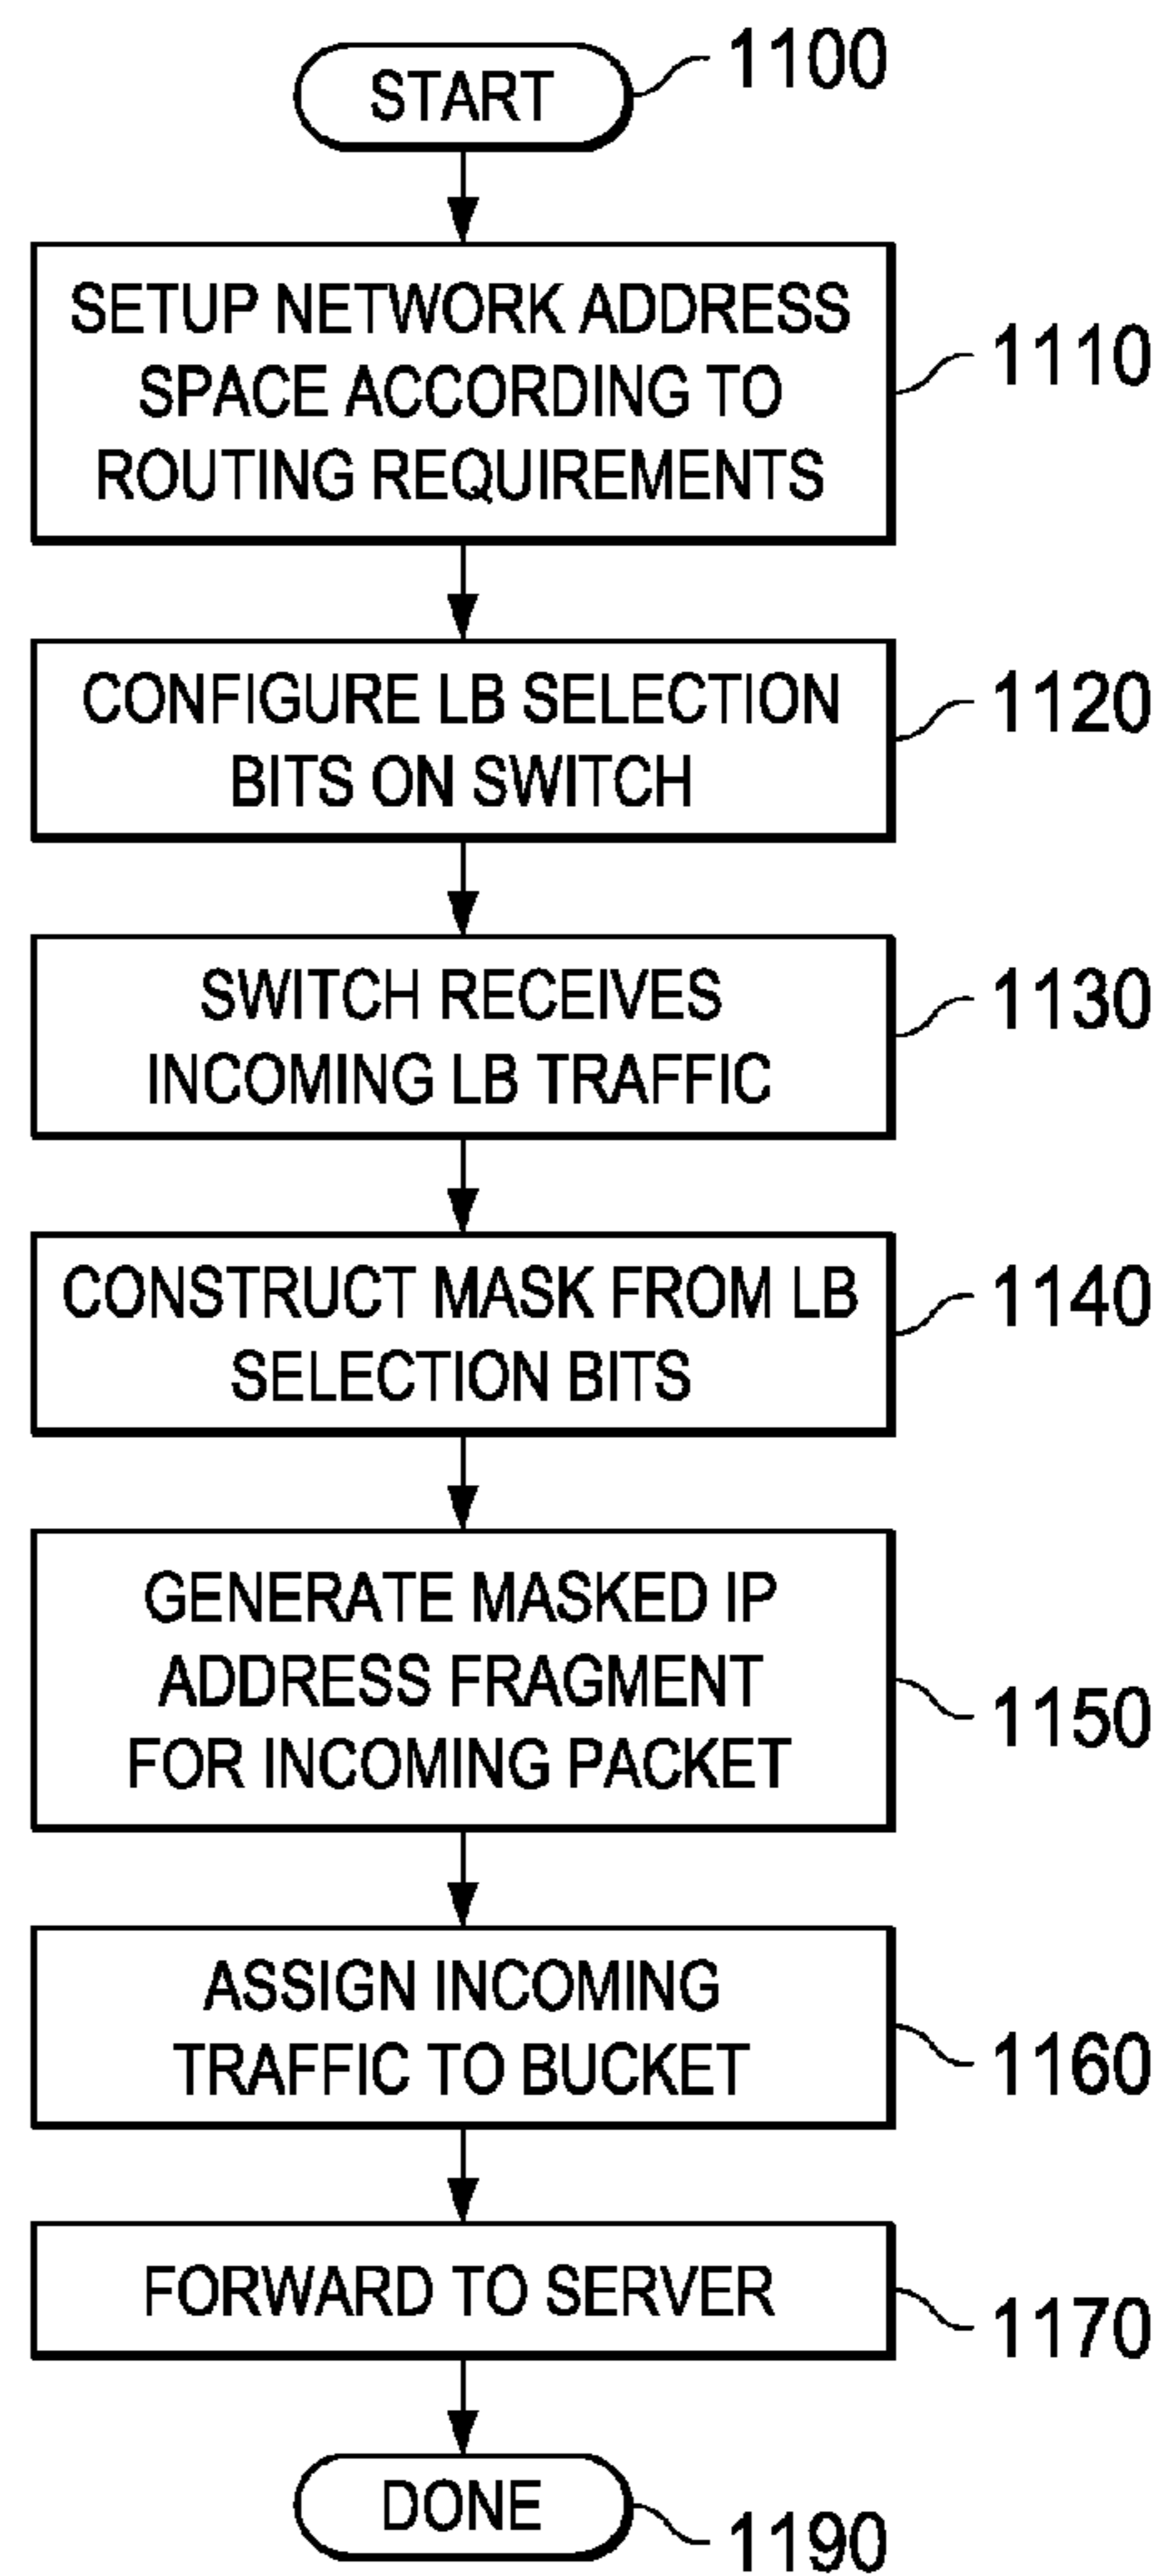 START
1100
SETUP NETWORK ADDRESS
SPACE ACCORDING TO
ROUTING REQUIREMENTS
1110
CONFIGURE LB SELECTION
BITS ON SWITCH
1120
SWITCH RECEIVES
INCOMING LB TRAFFIC
1130
CONSTRUCT MASK FROM LB
SELECTION BITS
1140
GENERATE MASKED IP
ADDRESS FRAGMENT
FOR INCOMING PACKET
1150
ASSIGN INCOMING
TRAFFIC TO BUCKET
1160
FORWARD TO SERVER
1170
DONE
1190